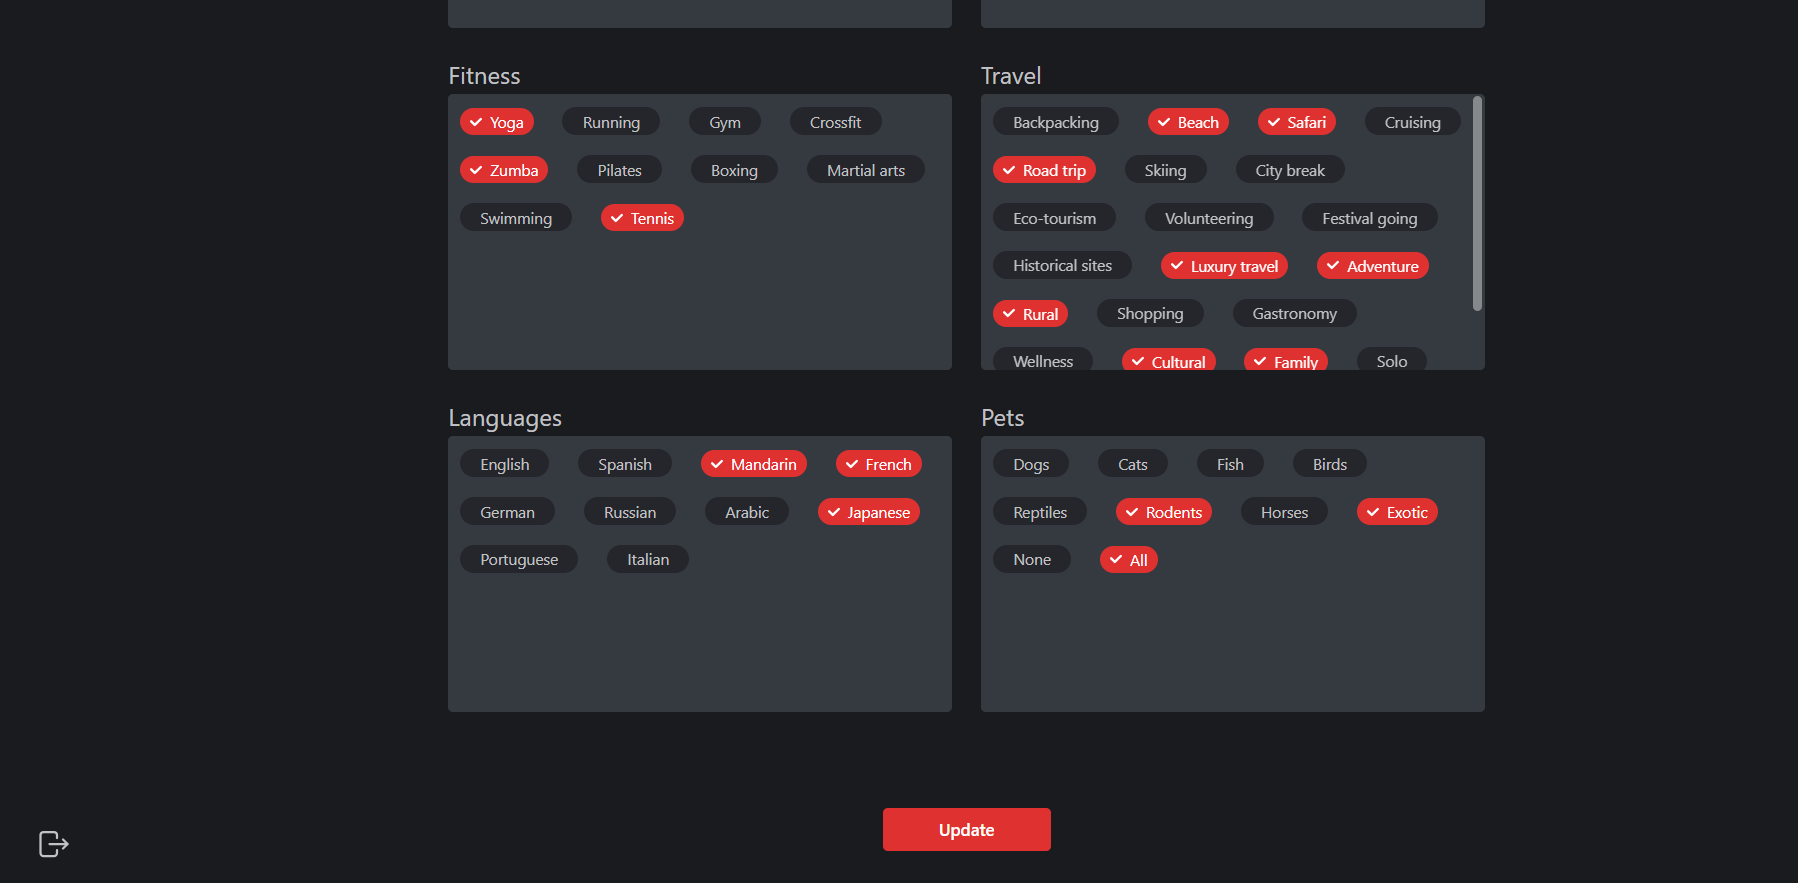 Fitness
Yoga Running Gym Crossfit
Zumba Pilates Boxing Martial arts
Swimming Tennis
Travel
Backpacking Beach Safari Cruising
Road trip Skiing City break
Eco-tourism Volunteering Festival going
Historical sites Luxury travel Adventure
Rural Shopping Gastronomy
Wellness Cultural Family Solo
Languages
English Spanish Mandarin French
German Russian Arabic Japanese
Portuguese Italian
Pets
Dogs Cats Fish Birds
Reptiles Rodents Horses Exotic
None All
Update